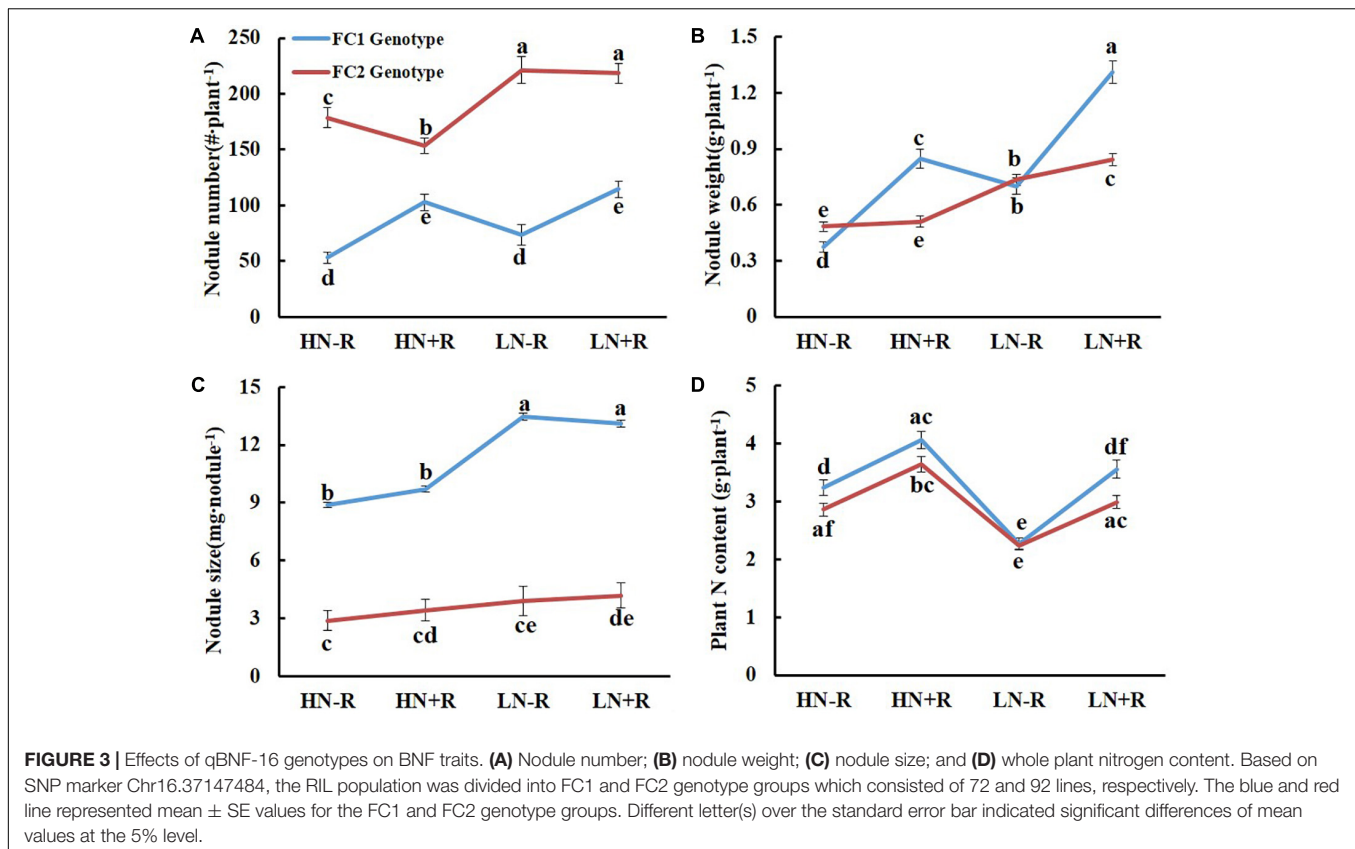 A
FC1 Genotype
FC2 Genotype
Nodule number(#·plant⁻¹)
250
200
150
100
50
0
c
b
a
a
d
e
d
e
HN-R HN+R LN-R LN+R
B
Nodule weight(g·plant⁻¹)
1.5
1.2
0.9
0.6
0.3
0
e
d
c
e
b
b
a
c
HN-R HN+R LN-R LN+R
C
Nodule size(mg·nodule⁻¹)
15
12
9
6
3
0
b
b
a
a
c
cd
ce
de
HN-R HN+R LN-R LN+R
D
Plant N content (g·plant⁻¹)
5
4
3
2
1
0
d
af
ac
bc
e
e
df
ac
HN-R HN+R LN-R LN+R
FIGURE 3 | Effects of qBNF-16 genotypes on BNF traits. (A) Nodule number; (B) nodule weight; (C) nodule size; and (D) whole plant nitrogen content. Based on
SNP marker Chr16.37147484, the RIL population was divided into FC1 and FC2 genotype groups which consisted of 72 and 92 lines, respectively. The blue and red
line represented mean ± SE values for the FC1 and FC2 genotype groups. Different letter(s) over the standard error bar indicated significant differences of mean
values at the 5% level.